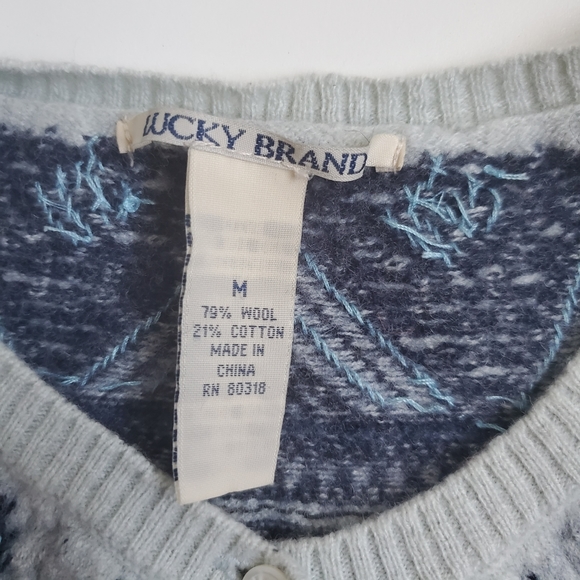 LUCKY BRAND
M
79% WOOL
21% COTTON
MADE IN
CHINA
RN 80318